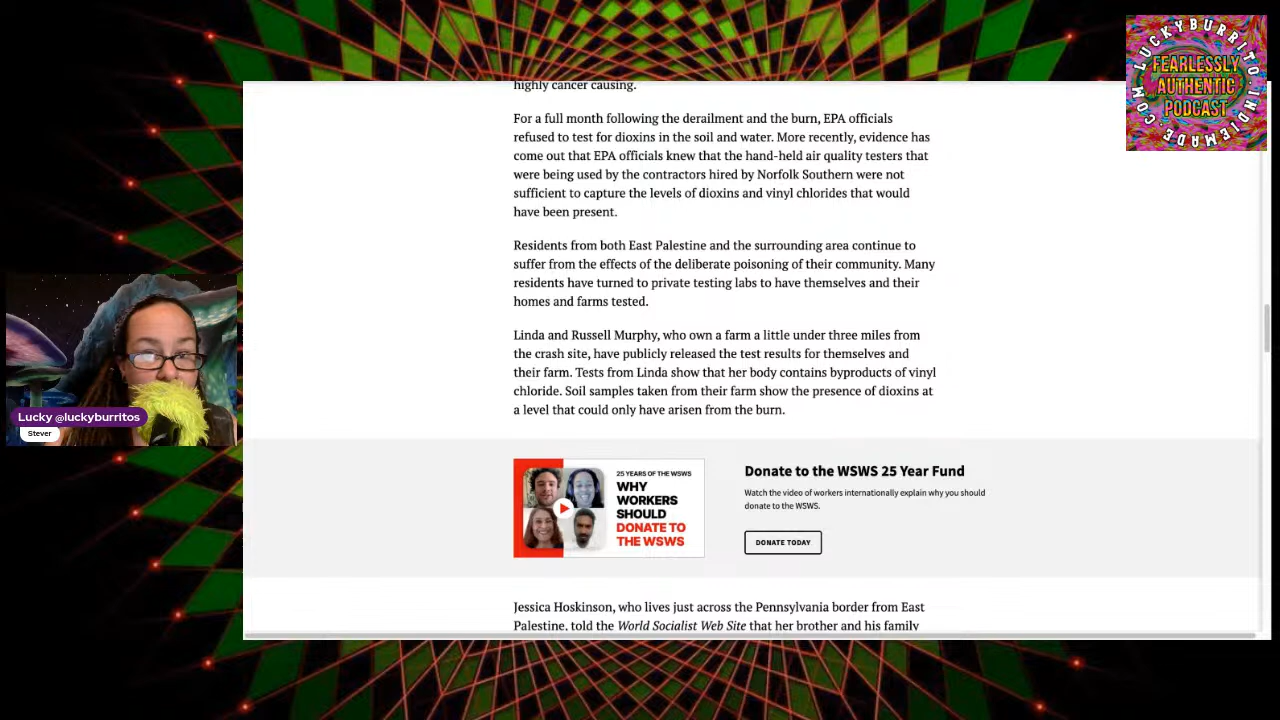 highly cancer causing.
For a full month following the derailment and the burn, EPA officials
refused to test for dioxins in the soil and water. More recently, evidence has
come out that EPA officials knew that the hand-held air quality testers that
were being used by the contractors hired by Norfolk Southern were not
sufficient to capture the levels of dioxins and vinyl chlorides that would
have been present.
Residents from both East Palestine and the surrounding area continue to
suffer from the effects of the deliberate poisoning of their community. Many
residents have turned to private testing labs to have themselves and their
homes and farms tested.
Linda and Russell Murphy, who own a farm a little under three miles from
the crash site, have publicly released the test results for themselves and
their farm. Tests from Linda show that her body contains byproducts of vinyl
chloride. Soil samples taken from their farm show the presence of dioxins at
a level that could only have arisen from the burn.
25 YEARS OF THE WSWS
WHY
WORKERS
SHOULD
DONATE TO
THE WSWS
Donate to the WSWS 25 Year Fund
Watch the video of workers internationally explain why you should
donate to the WSWS.
DONATE TODAY
Jessica Hoskinson, who lives just across the Pennsylvania border from East
Palestine, told the World Socialist Web Site that her brother and his family
Lucky @luckyburritos
Stever
LUCKYBURRITO.INDIEMADE.COM
FEARLESSLY
AUTHENTIC
PODCAST